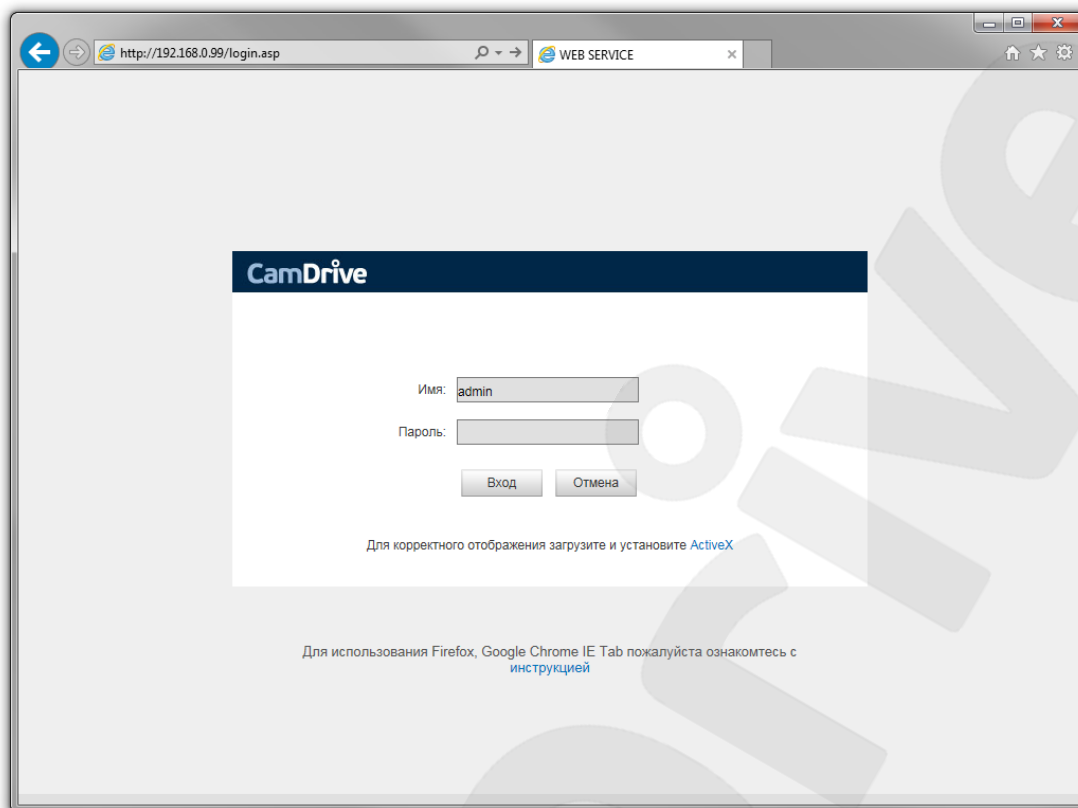 http://192.168.0.99/login.asp
WEB SERVICE
CamDrive
Имя: admin
Пароль:
Вход Отмена
Для корректного отображения загрузите и установите ActiveX
Для использования Firefox, Google Chrome IE Tab пожалуйста ознакомтесь с
инструкцией